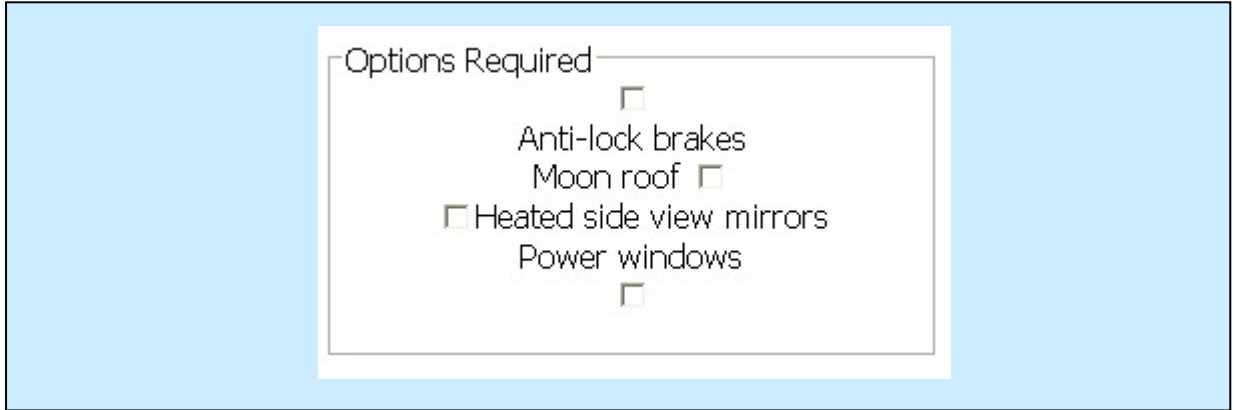 Options Required
Anti-lock brakes
Moon roof
Heated side view mirrors
Power windows